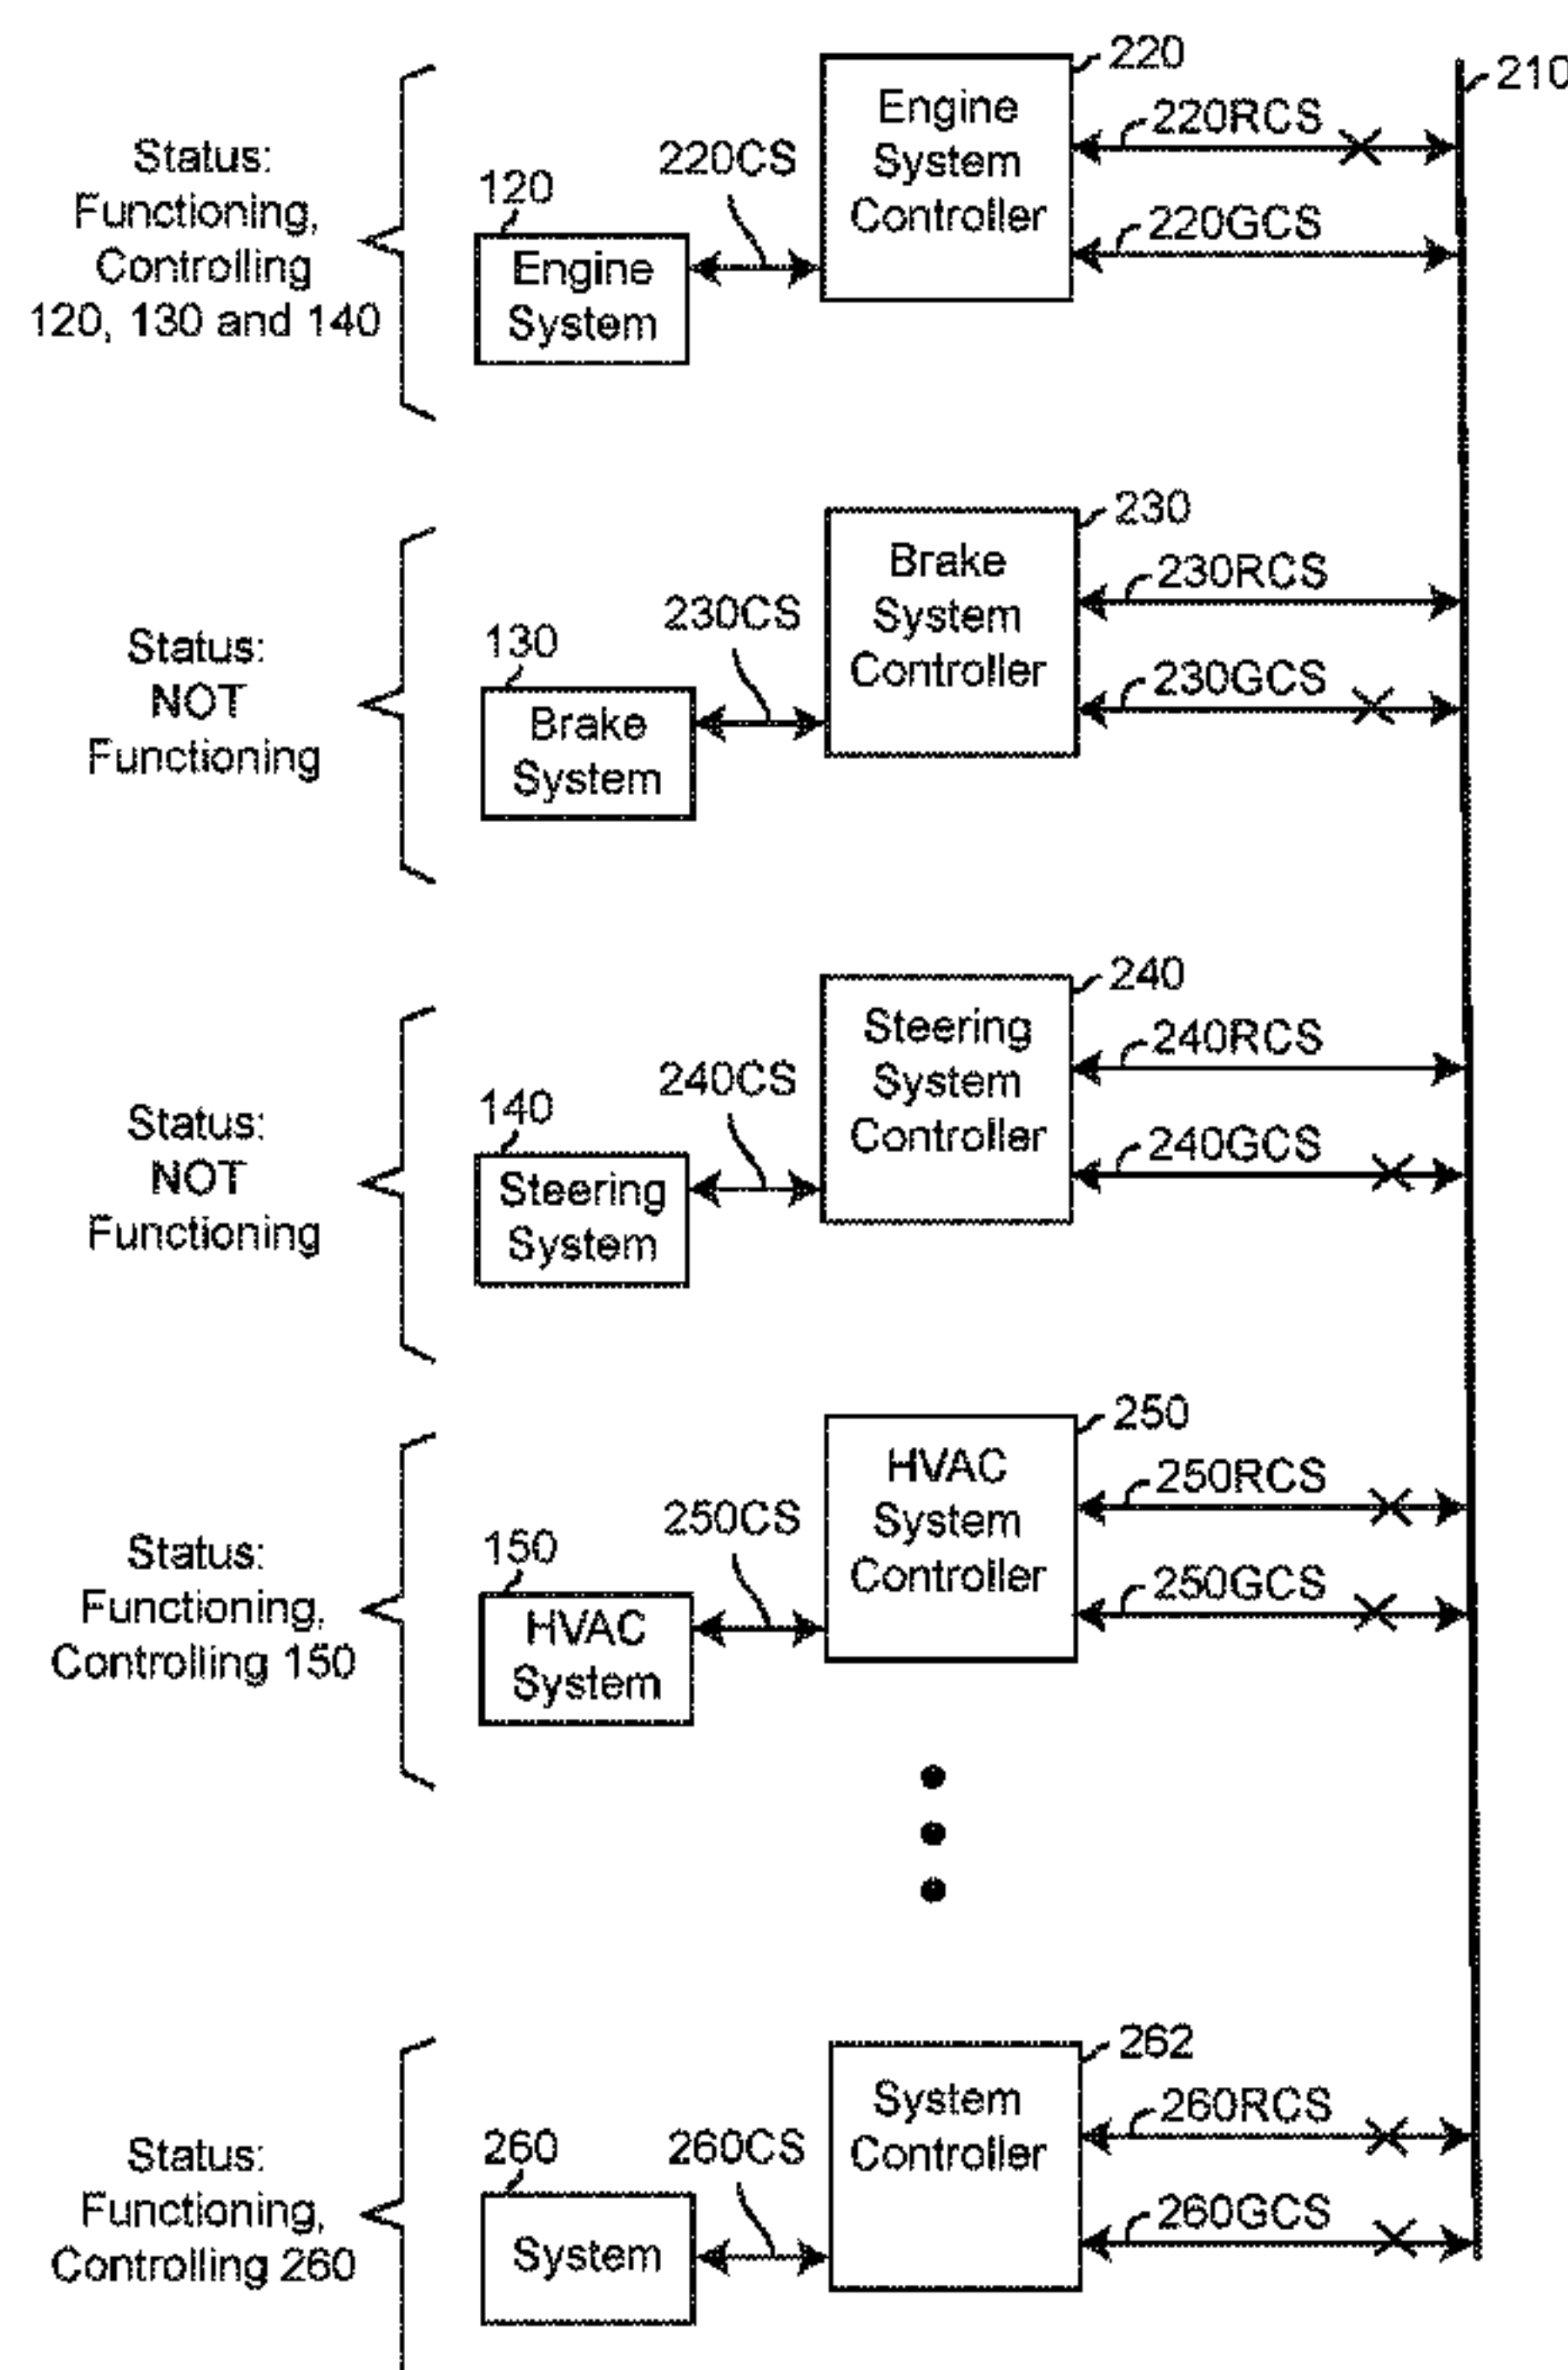 220
210
Engine
System
Controller
220RCS
220GCS
220CS
120
Engine
System
Status:
Functioning,
Controlling
120, 130 and 140
230
Brake
System
Controller
230RCS
230GCS
230CS
130
Brake
System
Status:
NOT
Functioning
240
Steering
System
Controller
240RCS
240GCS
240CS
140
Steering
System
Status:
NOT
Functioning
250
HVAC
System
Controller
250RCS
250GCS
250CS
150
HVAC
System
Status:
Functioning,
Controlling 150
262
System
Controller
260RCS
260GCS
260CS
260
System
Status:
Functioning,
Controlling 260